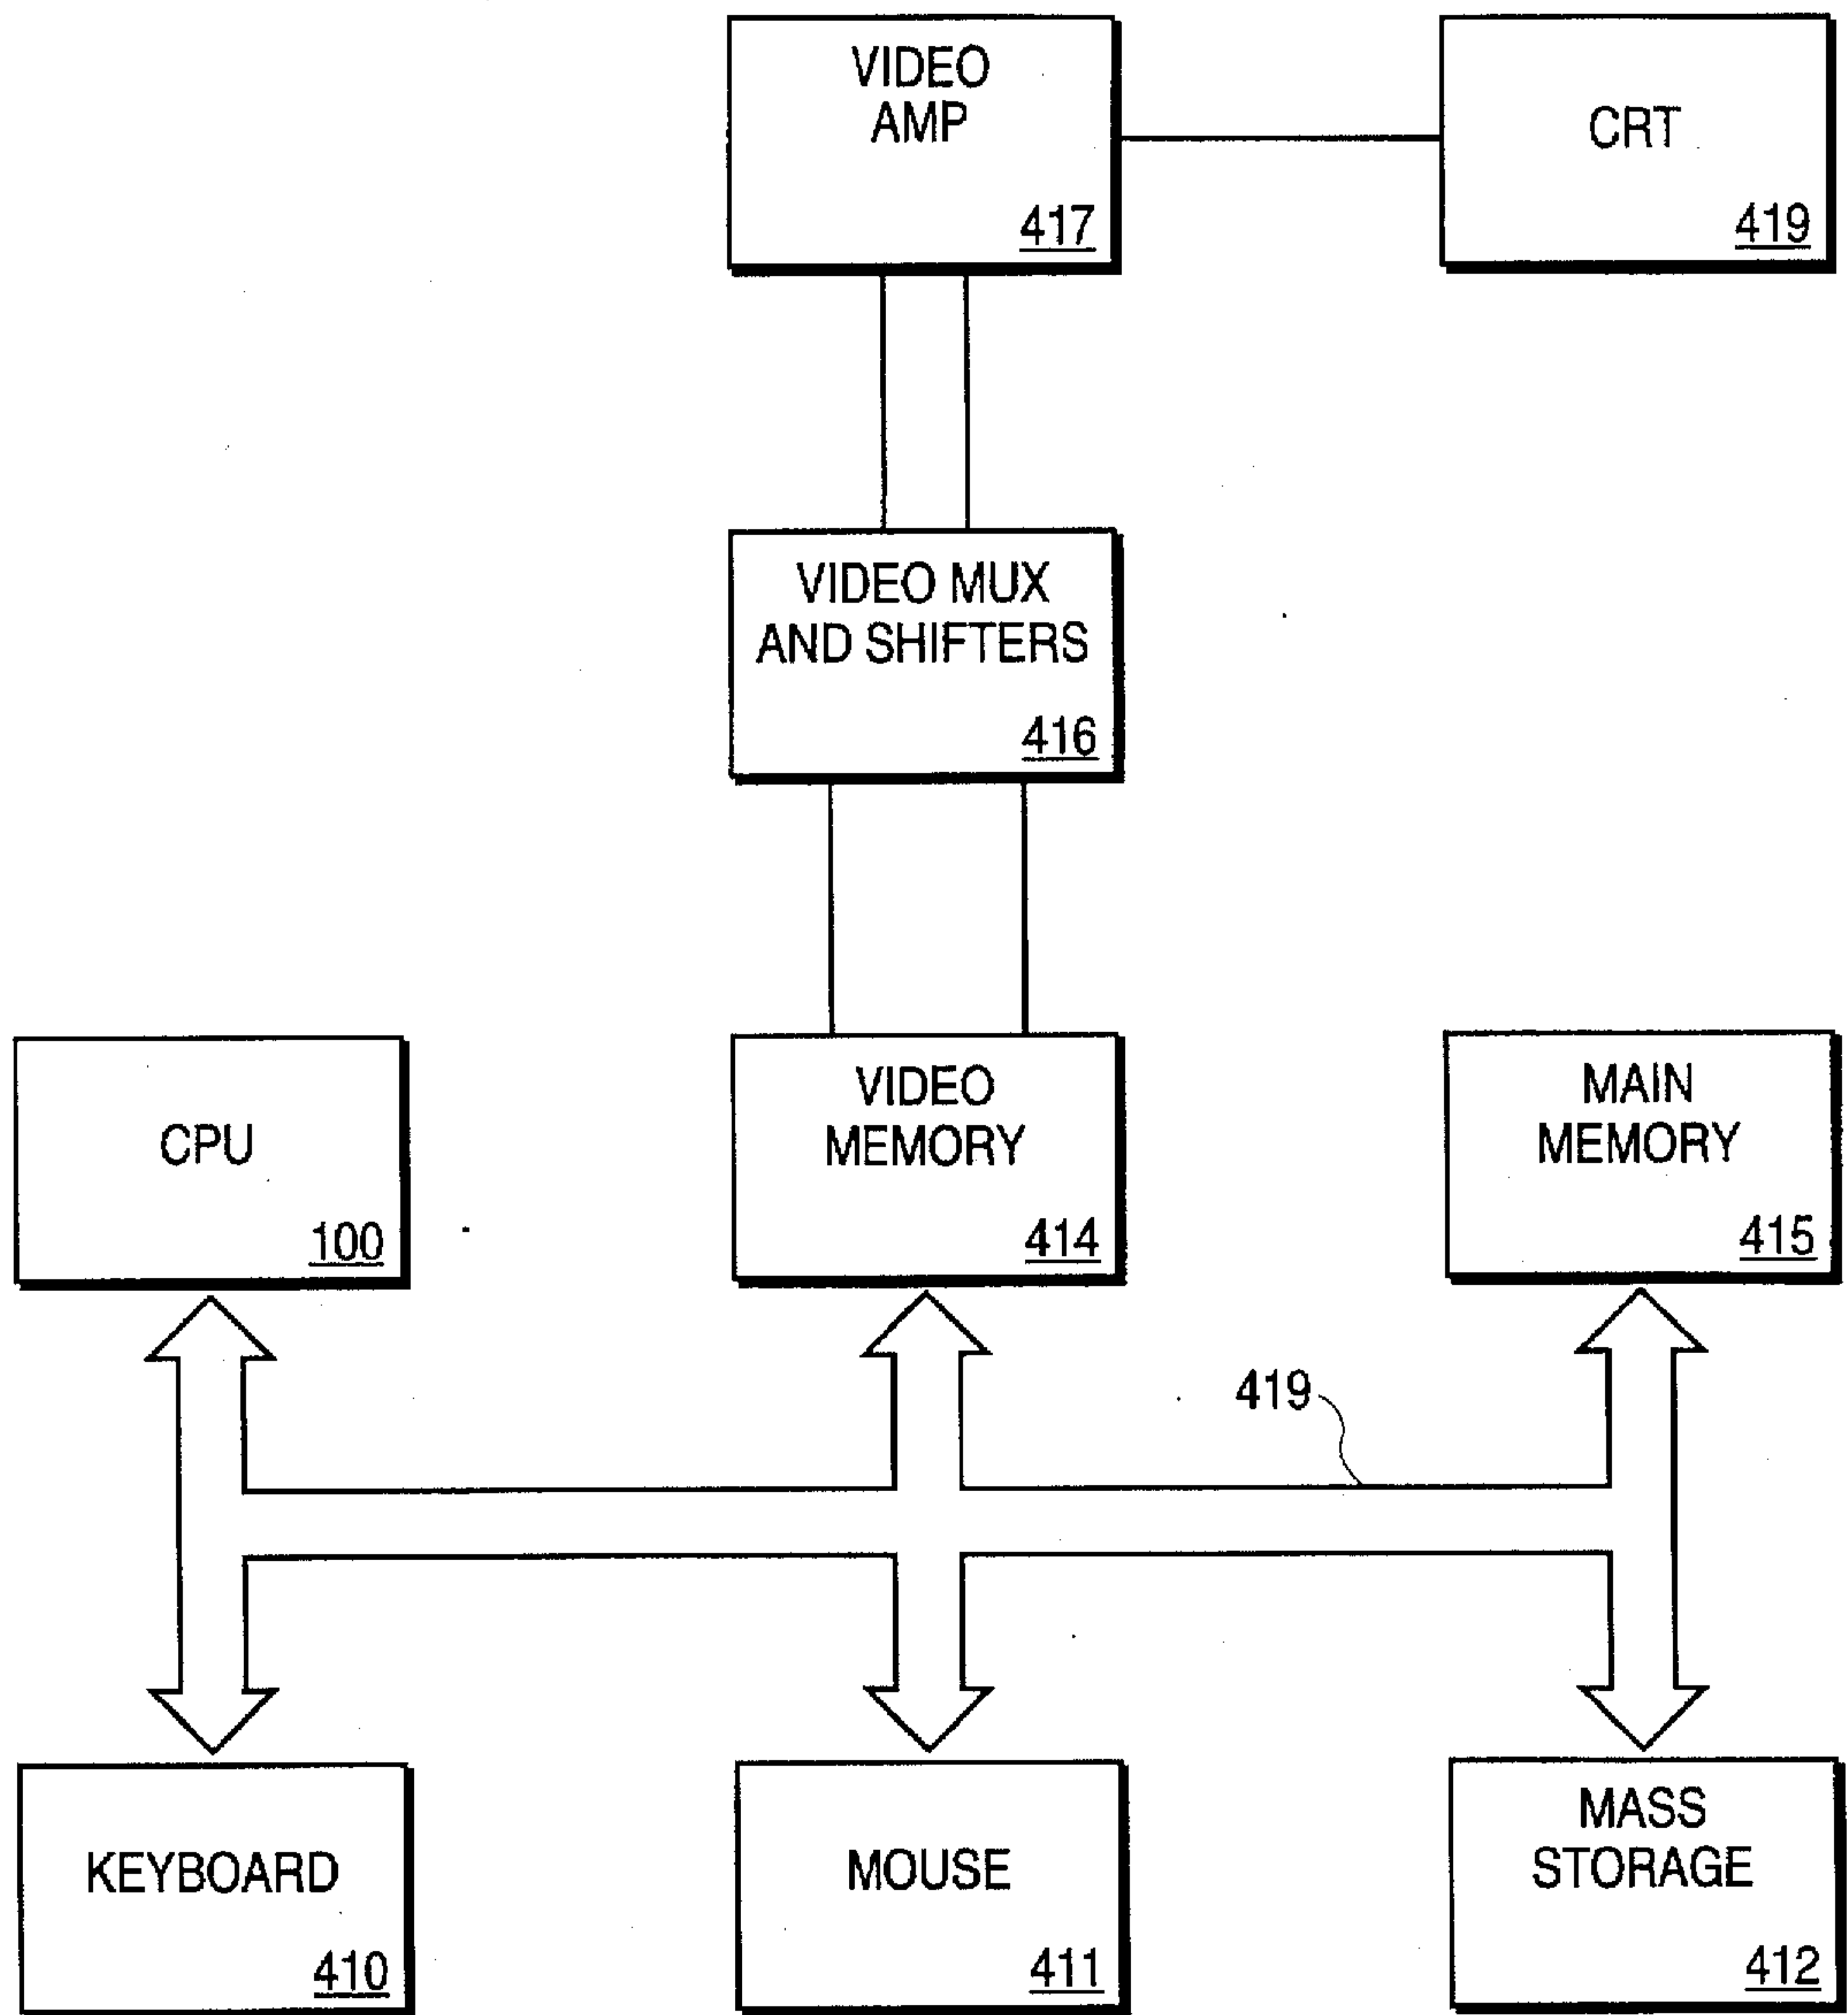 VIDEO
AMP
417
CRT
419
VIDEO MUX
AND SHIFTERS
416
CPU
100
VIDEO
MEMORY
414
MAIN
MEMORY
415
419
KEYBOARD
410
MOUSE
411
MASS
STORAGE
412